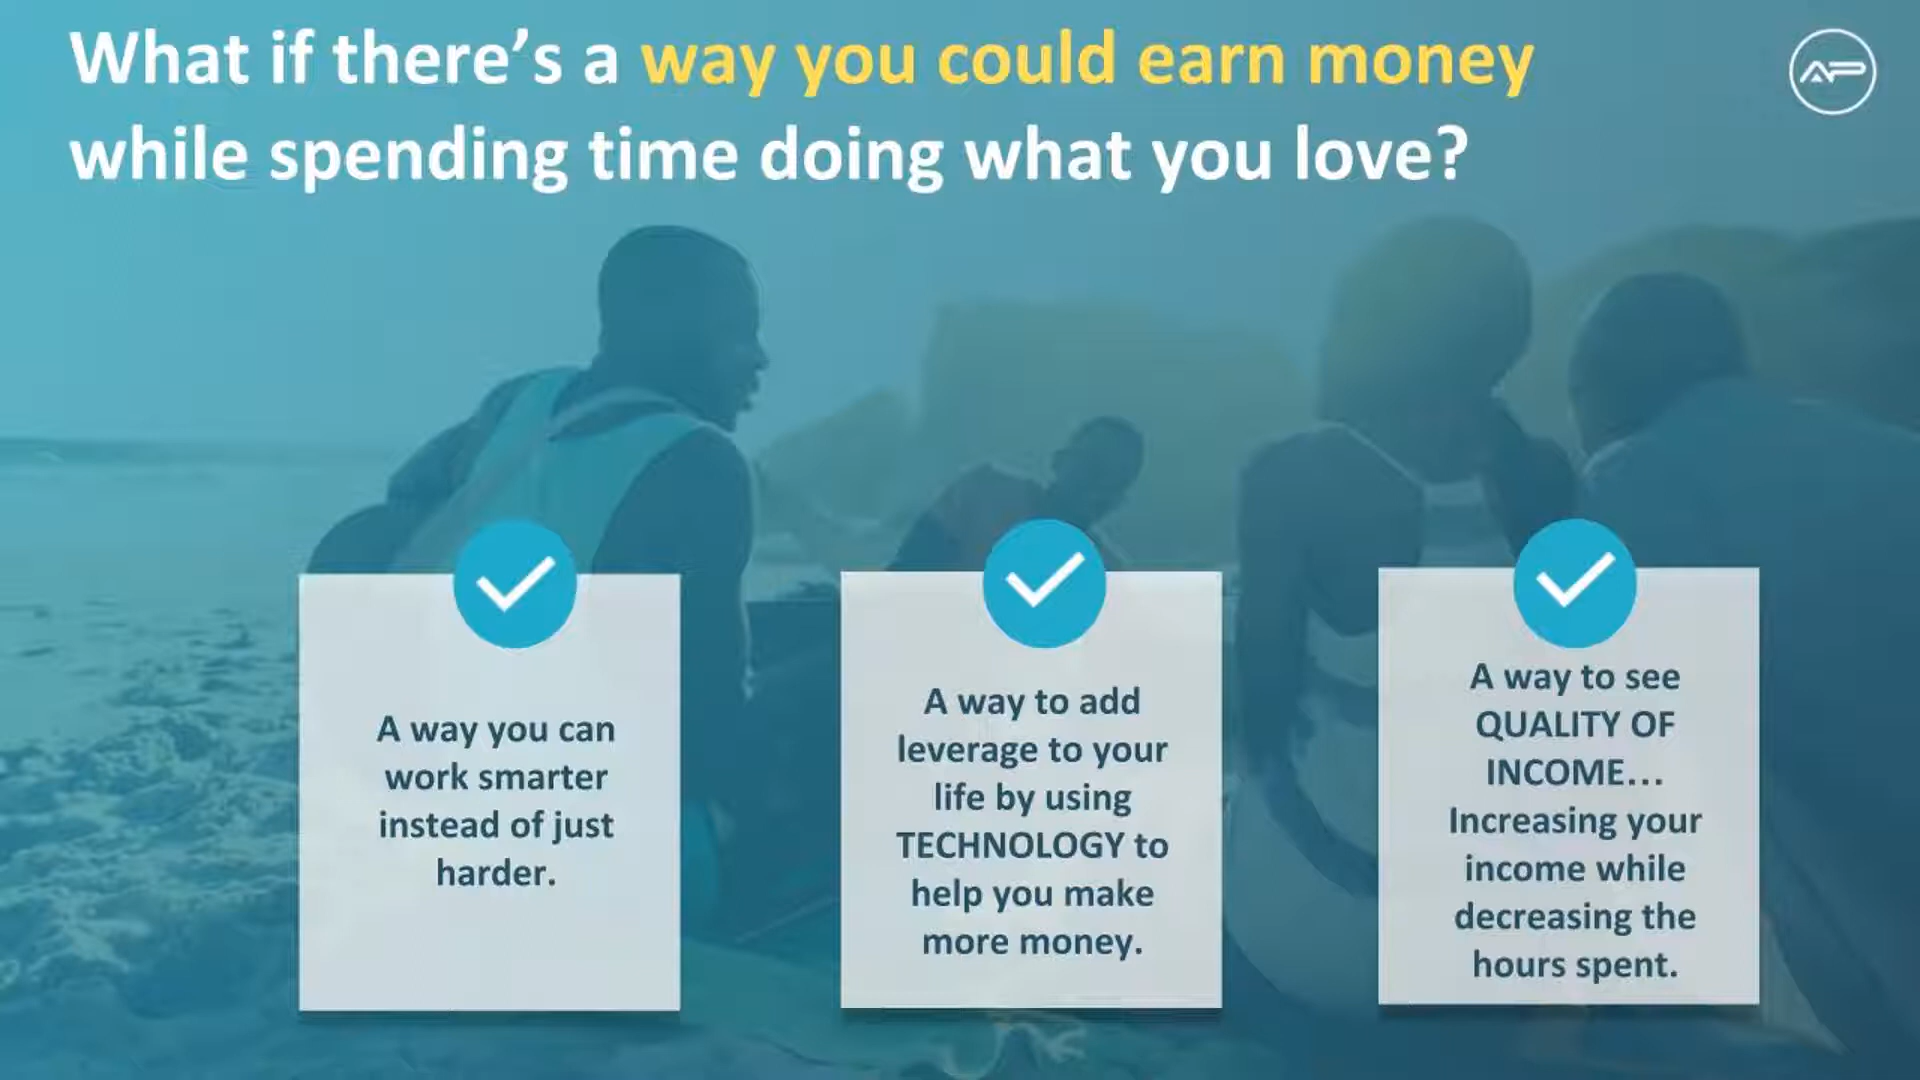 What if there's a way you could earn money
while spending time doing what you love?
AP
A way you can
work smarter
instead of just
harder.
A way to add
leverage to your
life by using
TECHNOLOGY to
help you make
more money.
A way to see
QUALITY OF
INCOME...
Increasing your
income while
decreasing the
hours spent.